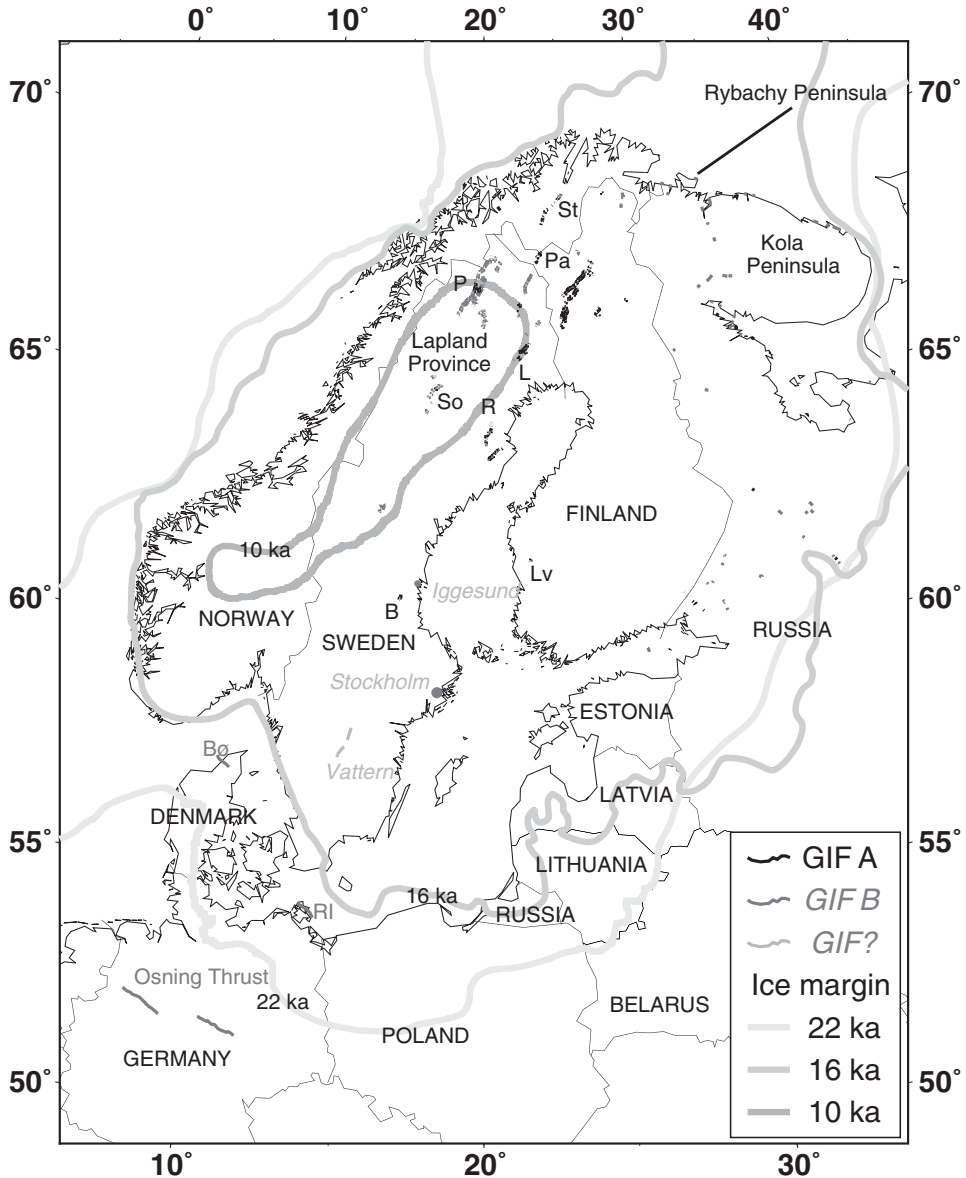 0°
10°
20°
30°
40°
70°
70°
Rybachy Peninsula
St
Kola
Peninsula
Pa
P
65°
65°
Lapland
Province
L
So
R
FINLAND
10 ka
Lv
Iggesund
60°
60°
B
NORWAY
SWEDEN
RUSSIA
Stockholm
ESTONIA
Bø
Vattern
LATVIA
DENMARK
55°
55°
LITHUANIA
GIF A
16 ka
RI
RUSSIA
GIF B
GIF?
Osning Thrust
Ice margin
22 ka
BELARUS
22 ka
POLAND
GERMANY
16 ka
50°
50°
10 ka
10°
20°
30°